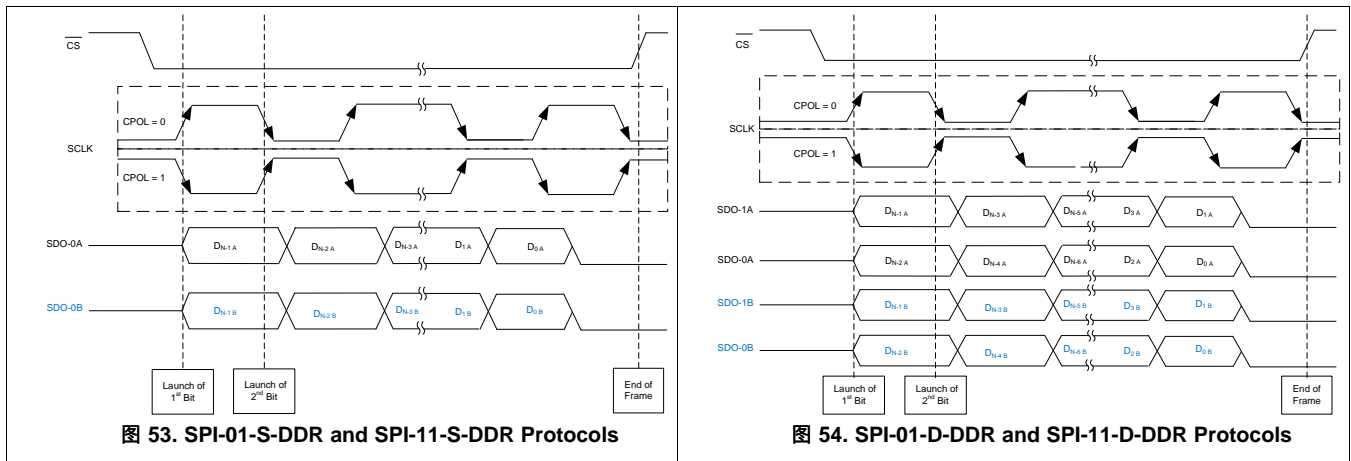 CS
CPOL = 0
SCLK
CPOL = 1
SDO-0A
D_N-1 A D_N-2 A D_N-3 A D_1 A D_0 A
SDO-0B
D_N-1 B D_N-2 B D_N-3 B D_1 B D_0 B
Launch of
1st Bit
Launch of
2nd Bit
End of
Frame
图 53. SPI-01-S-DDR and SPI-11-S-DDR Protocols
CS
CPOL = 0
SCLK
CPOL = 1
SDO-1A
D_N-1 A D_N-3 A D_N-5 A D_3 A D_1 A
SDO-0A
D_N-2 A D_N-4 A D_N-6 A D_2 A D_0 A
SDO-1B
D_N-1 B D_N-3 B D_N-5 B D_3 B D_1 B
SDO-0B
D_N-2 B D_N-4 B D_N-6 B D_2 B D_0 B
Launch of
1st Bit
Launch of
2nd Bit
End of
Frame
图 54. SPI-01-D-DDR and SPI-11-D-DDR Protocols